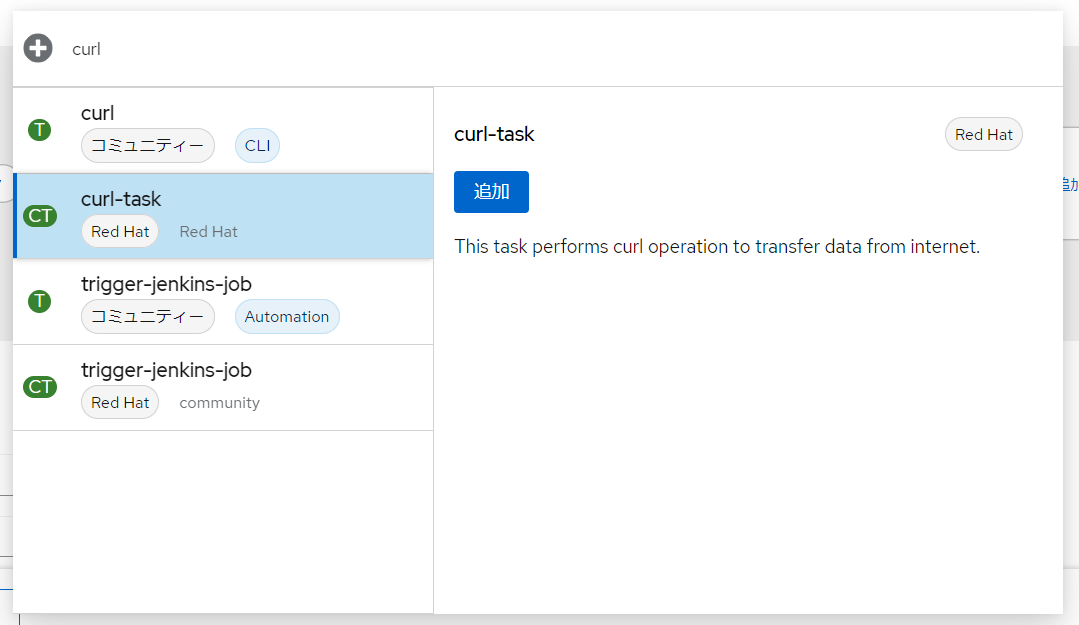 curl
T
curl
コミュニティー CLI
CT
curl-task
Red Hat Red Hat
T
trigger-jenkins-job
コミュニティー Automation
CT
trigger-jenkins-job
Red Hat community
curl-task
Red Hat
追加
This task performs curl operation to transfer data from internet.
追加